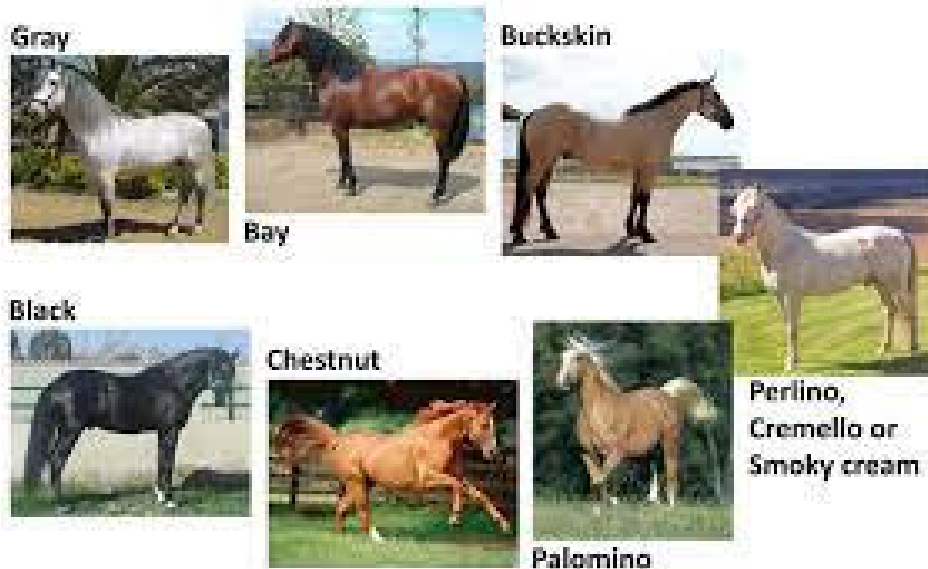 Gray
Buckskin
Bay
Black
Chestnut
Perlino,
Cremello or
Smoky cream
Palomino